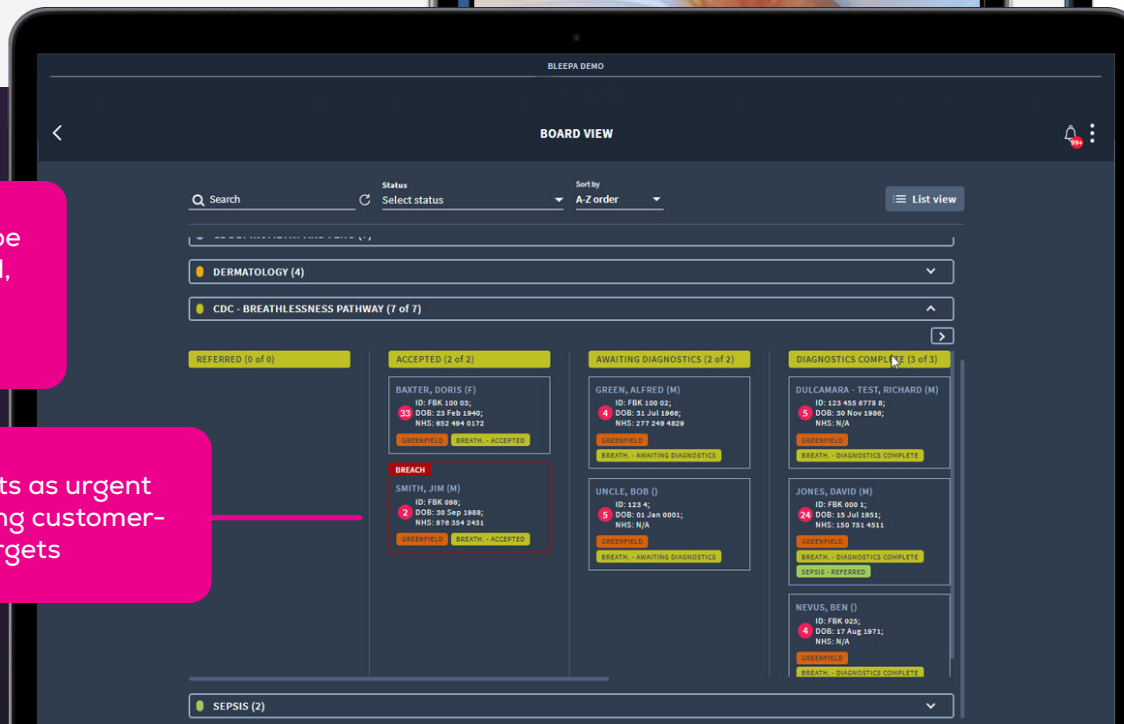 BLEEPA DEMO
BOARD VIEW
99+
Search
Status
Select status
Sort by
A-Z order
List view
DERMATOLOGY (4)
CDC - BREATHLESSNESS PATHWAY (7 of 7)
REFERRED (0 of 0)
ACCEPTED (2 of 2)
BAXTER, DORIS (F)
ID: FBK 100 03;
33 DOB: 23 Feb 1940;
NHS: 652 494 0172
GREENFIELD BREATH. - ACCEPTED
BREACH
SMITH, JIM (M)
ID: FBK 098;
2 DOB: 30 Sep 1988;
NHS: 876 354 2431
GREENFIELD BREATH. - ACCEPTED
AWAITING DIAGNOSTICS (2 of 2)
GREEN, ALFRED (M)
ID: FBK 100 02;
4 DOB: 31 Jul 1966;
NHS: 277 249 4829
GREENFIELD
BREATH. - AWAITING DIAGNOSTICS
UNCLE, BOB ()
ID: 123 4;
5 DOB: 01 Jan 0001;
NHS: N/A
GREENFIELD
BREATH. - AWAITING DIAGNOSTICS
DIAGNOSTICS COMPLETE (3 of 3)
DULCAMARA - TEST, RICHARD (M)
ID: 123 455 6778 8;
5 DOB: 30 Nov 1986;
NHS: N/A
GREENFIELD
BREATH. - DIAGNOSTICS COMPLETE
JONES, DAVID (M)
ID: FBK 000 1;
24 DOB: 15 Jul 1951;
NHS: 150 751 4511
GREENFIELD
BREATH. - DIAGNOSTICS COMPLETE
SEPSIS - REFERRED
NEVUS, BEN ()
ID: FBK 025;
4 DOB: 17 Aug 1971;
NHS: N/A
GREENFIELD
BREATH. - DIAGNOSTICS COMPLETE
SEPSIS (2)
be
ts as urgent
ng customer-
rgets